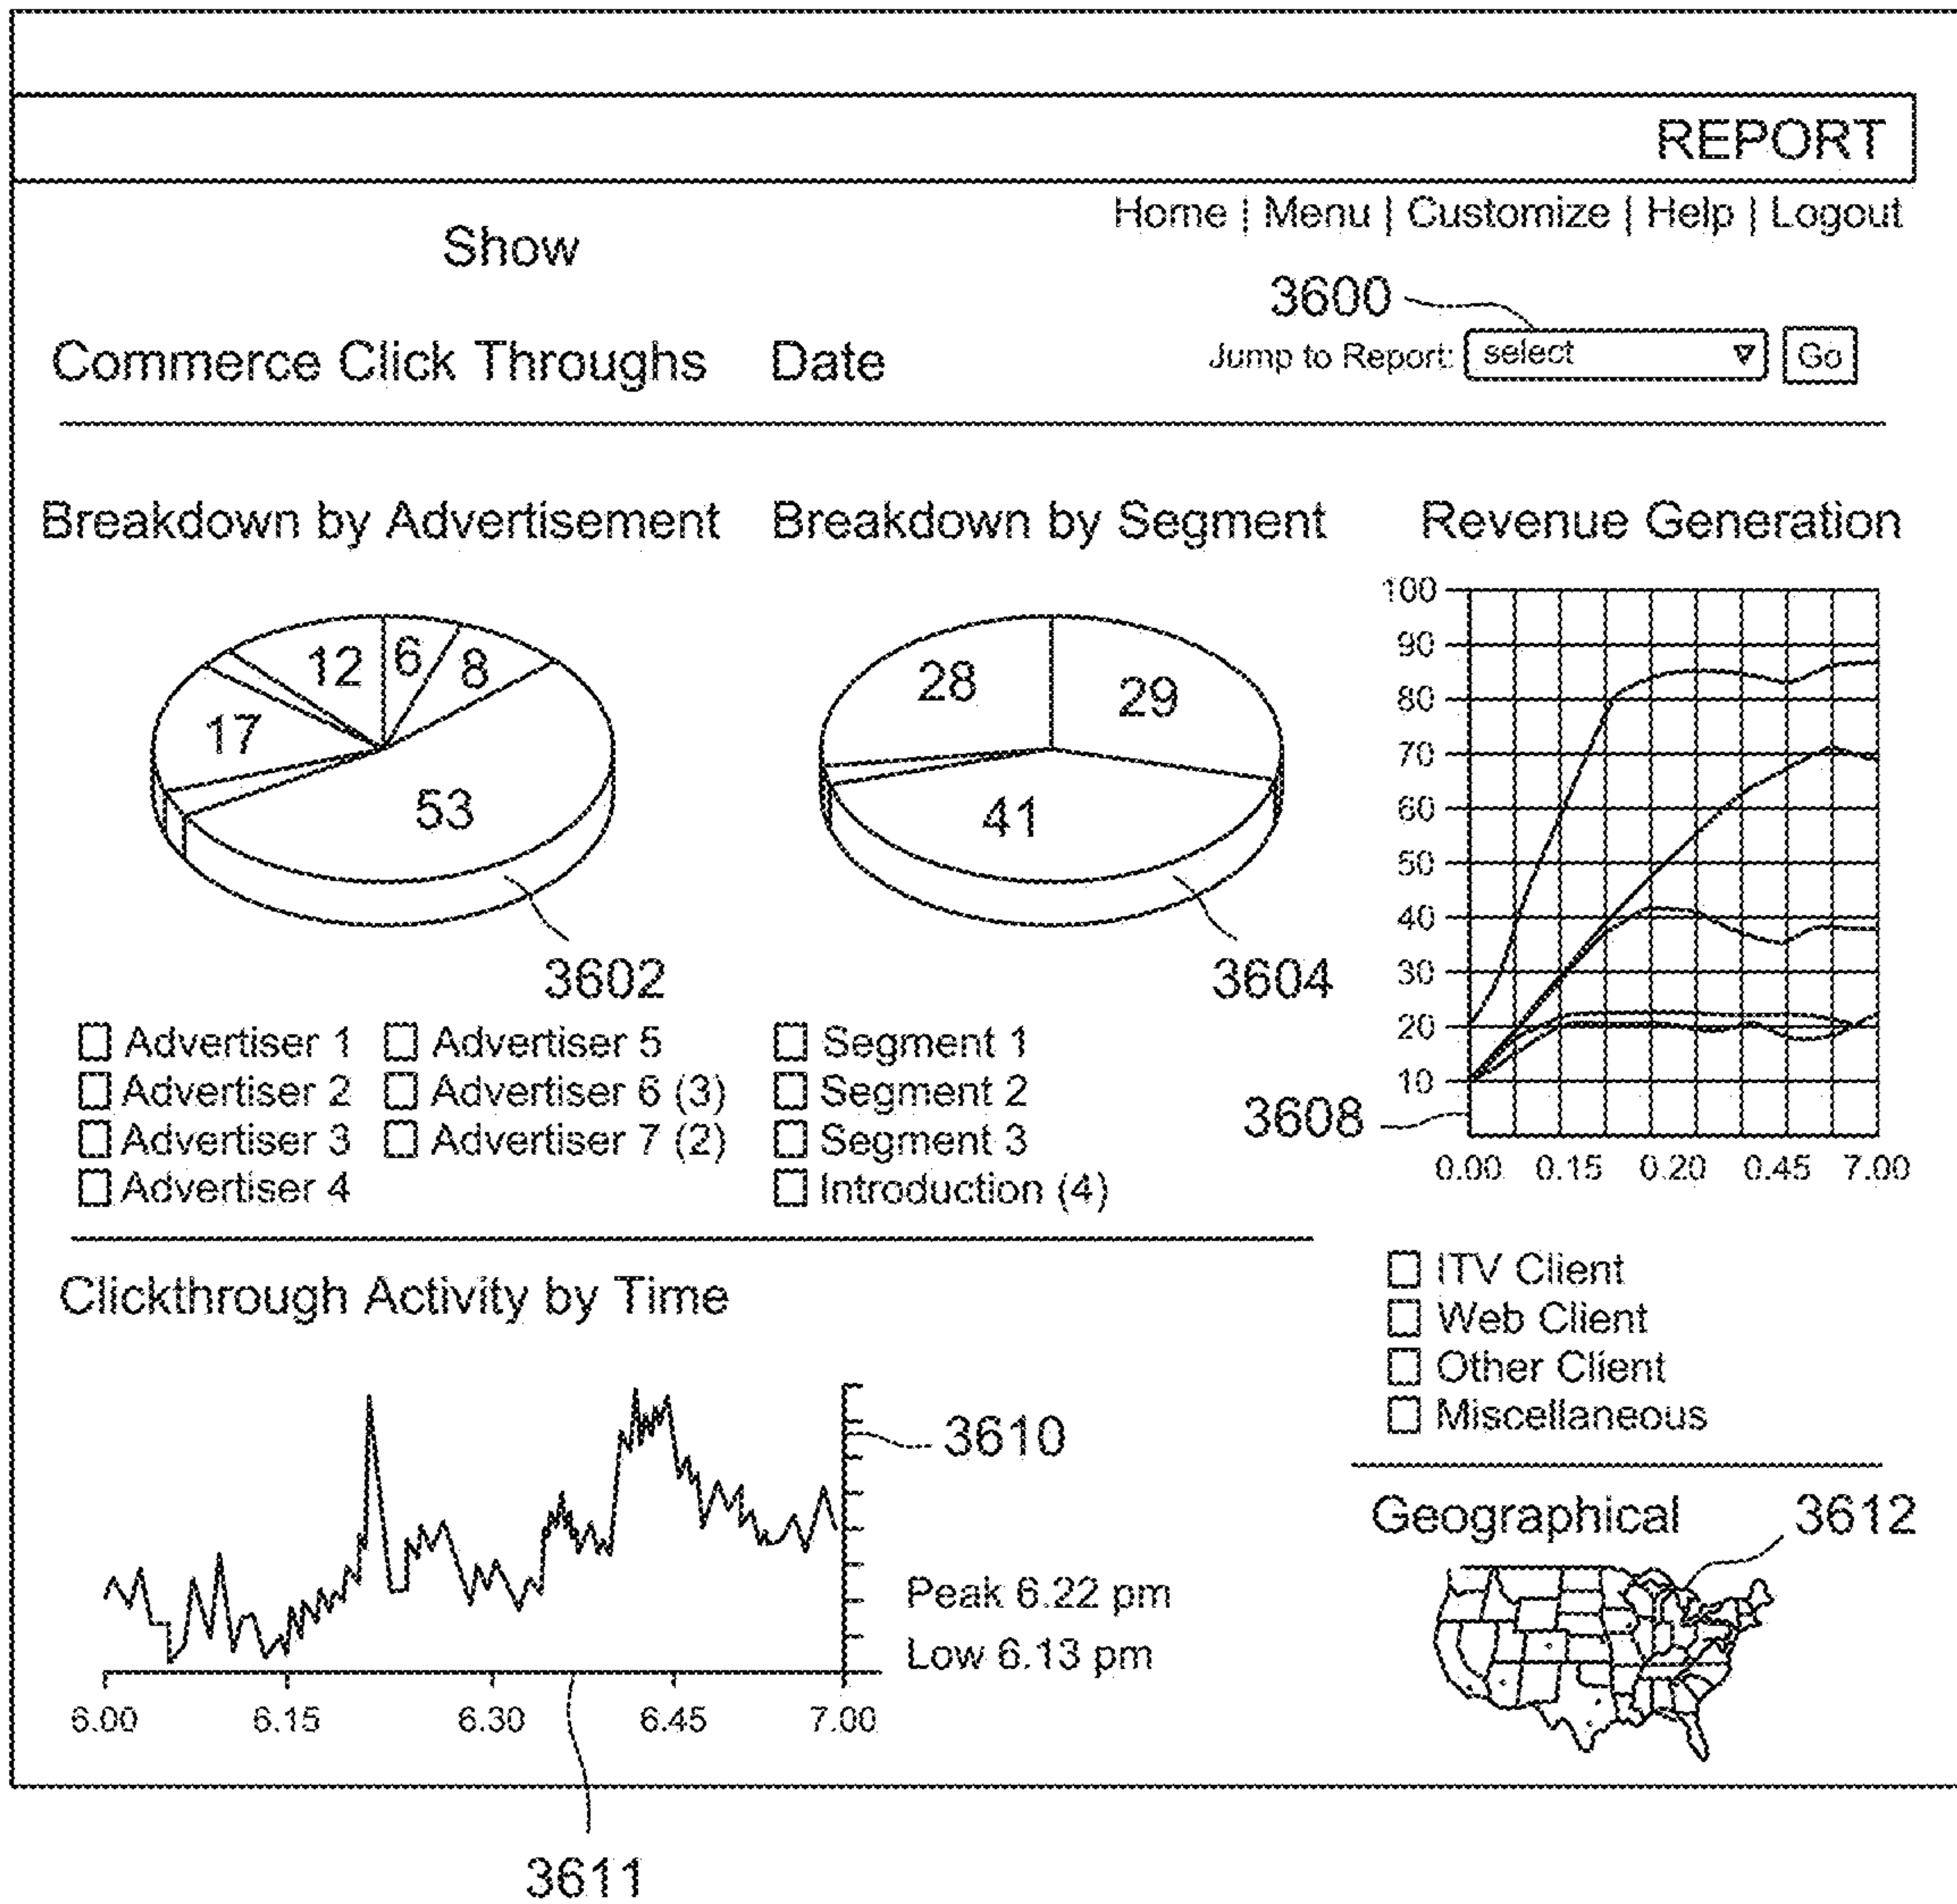 REPORT
Home | Menu | Customize | Help | Logout
Show
3600
Commerce Click Throughs Date
Jump to Report: select Go
Breakdown by Advertisement
12 6 8
17
53
3602
Advertiser 1
Advertiser 2
Advertiser 3
Advertiser 4
Advertiser 5
Advertiser 6 (3)
Advertiser 7 (2)
Breakdown by Segment
28 29
41
3604
Segment 1
Segment 2
Segment 3
Introduction (4)
Revenue Generation
100
90
80
70
60
50
40
30
20
10
3608
0.00 0.15 0.20 0.45 7.00
ITV Client
Web Client
Other Client
Miscellaneous
Clickthrough Activity by Time
3610
Peak 6.22 pm
Low 6.13 pm
6.00 6.15 6.30 6.45 7.00
3611
Geographical 3612